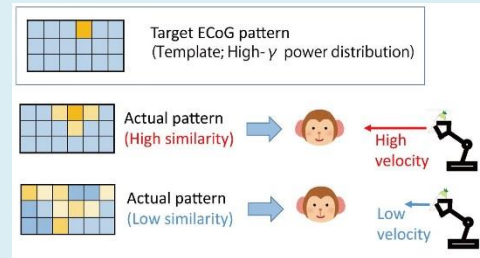 Target ECoG pattern
(Template; High-γ power distribution)
Actual pattern
(High similarity)
High
velocity
Actual pattern
(Low similarity)
Low
velocity